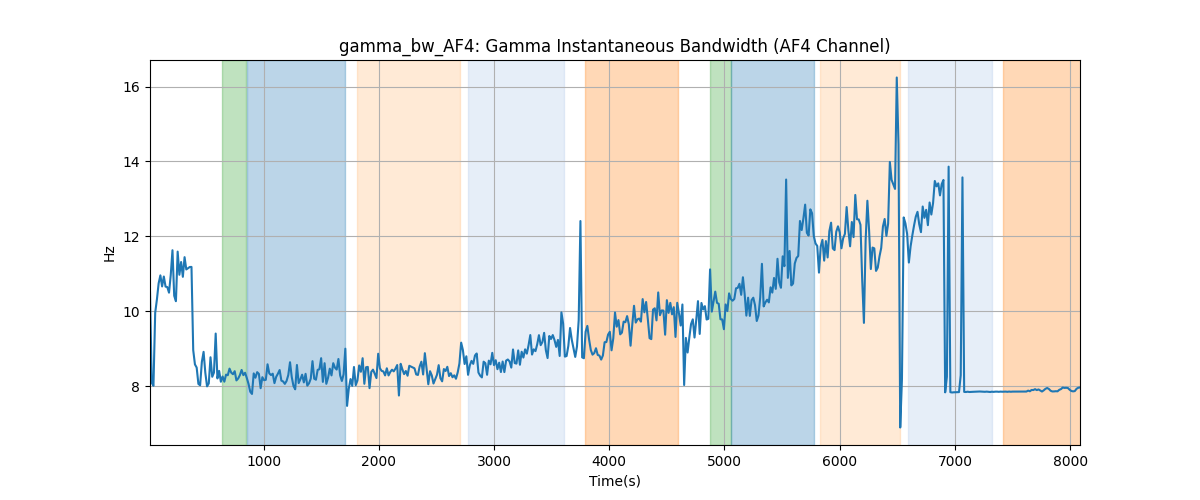 gamma_bw_AF4: Gamma Instantaneous Bandwidth (AF4 Channel)
16
14
12
10
8
Hz
1000 2000 3000 4000 5000 6000 7000 8000
Time(s)